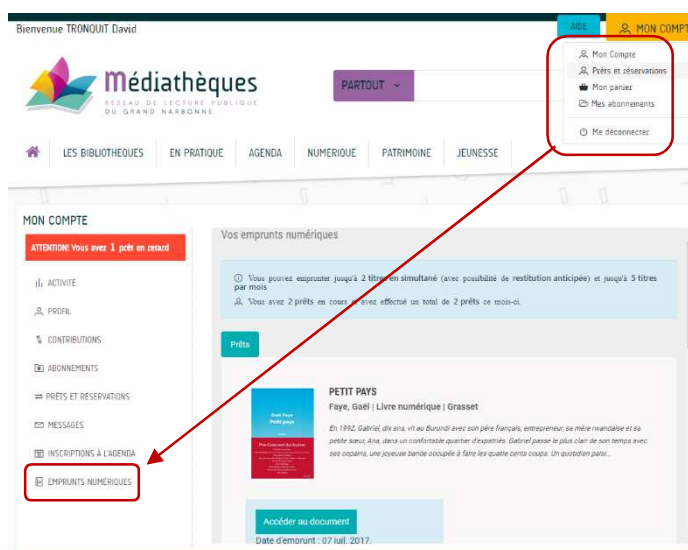 Bienvenue TRONQUIT David
AIDE
MON COMPT
Mon Compte
Prêts et réservations
Mon panier
Mes abonnements
Me déconnecter
Médiathèques
RÉSEAU DE LECTURE PUBLIQUE
DU GRAND NARBONNE
PARTOUT
LES BIBLIOTHEQUES
EN PRATIQUE
AGENDA
NUMERIQUE
PATRIMOINE
JEUNESSE
MON COMPTE
ATTENTION! Vous avez 1 prêt en retard
ACTIVITÉ
PROFIL
CONTRIBUTIONS
ABONNEMENTS
PRÊTS ET RÉSERVATIONS
MESSAGES
INSCRIPTIONS À L'AGENDA
EMPRUNTS NUMÉRIQUES
Vos emprunts numériques
Vous pouvez emprunter jusqu'à 2 titres en simultané (avec possibilité de restitution anticipée) et jusqu'à 5 titres
par mois
Vous avez 2 prêts en cours et avez effectué un total de 2 prêts ce mois-ci.
Prêts
Gaël Faye
Petit pays
PETIT PAYS
Faye, Gaël | Livre numérique | Grasset
En 1992, Gabriel, dix ans, vit au Burundi avec son père français, entrepreneur, sa mère rwandaise et sa
petite sœur, Ana, dans un confortable quartier d'expatriés. Gabriel passe le plus clair de son temps avec
ses copains, une joyeuse bande occupée à faire les quatre cents coups. Un quotidien paisi...
Accéder au document
Date d'emprunt : 07 juil. 2017.